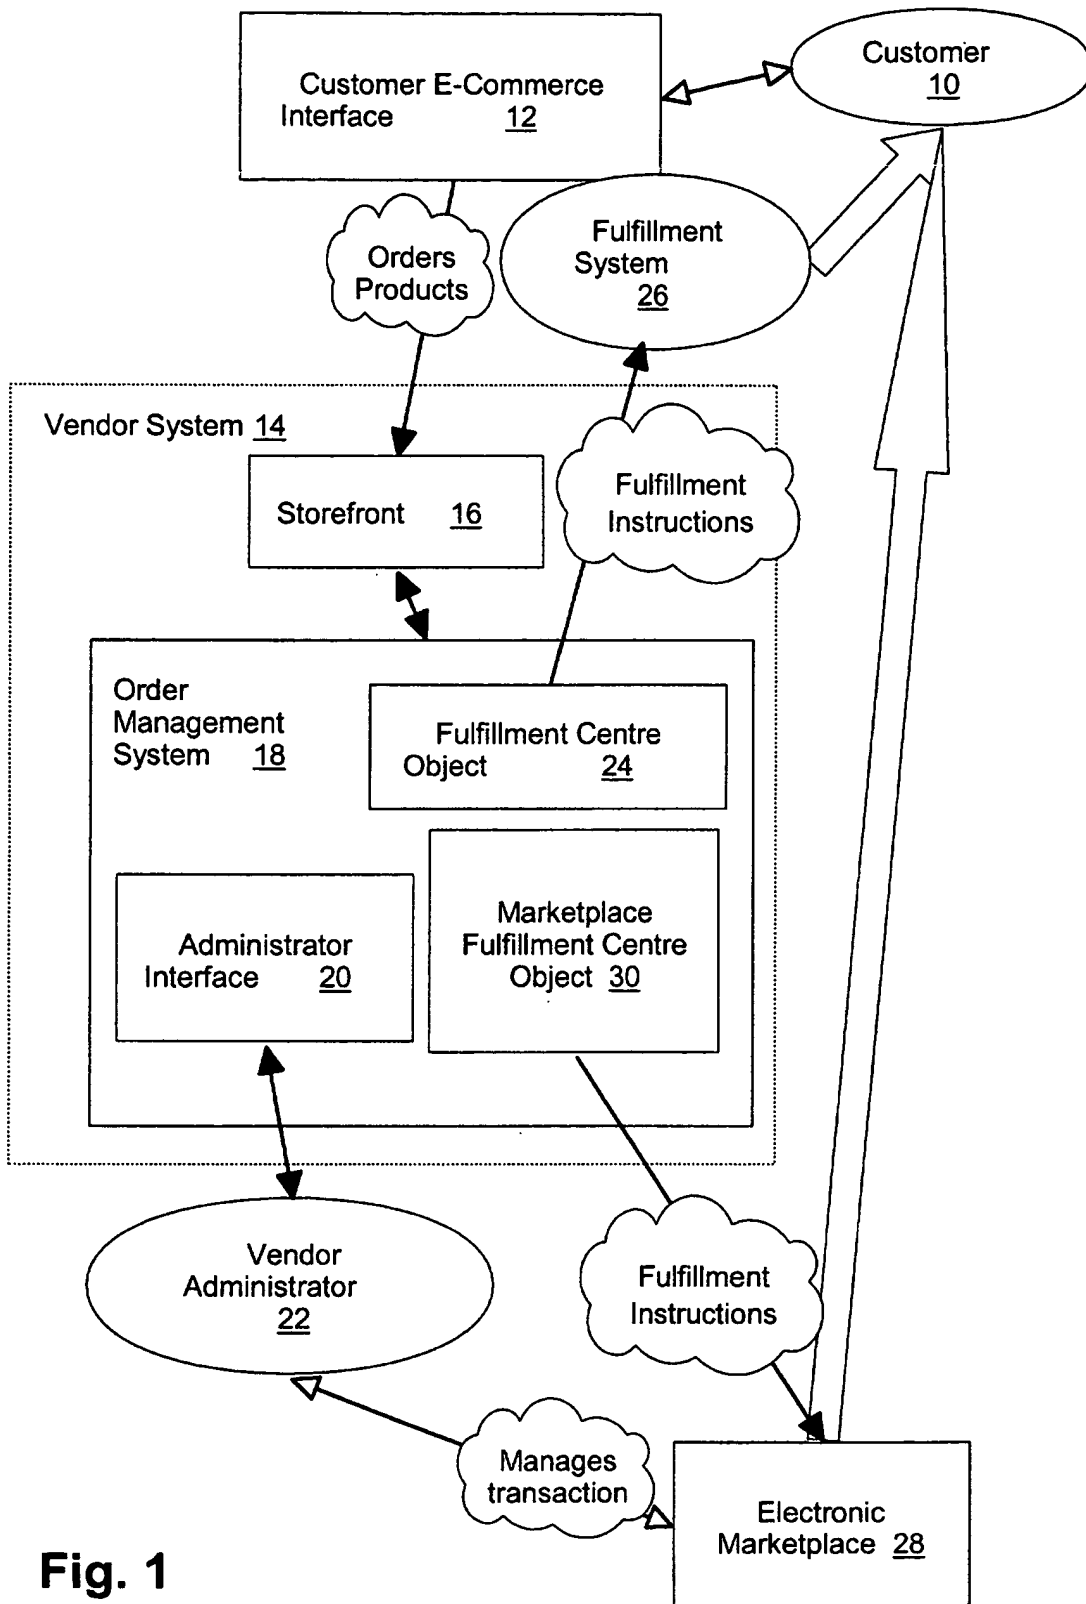 Customer
10
Customer E-Commerce
Interface 12
Orders
Products
Fulfillment
System
26
Vendor System 14
Storefront 16
Fulfillment
Instructions
Order
Management
System 18
Fulfillment Centre
Object 24
Marketplace
Fulfillment Centre
Object 30
Administrator
Interface 20
Vendor
Administrator
22
Fulfillment
Instructions
Manages
transaction
Electronic
Marketplace 28
Fig. 1